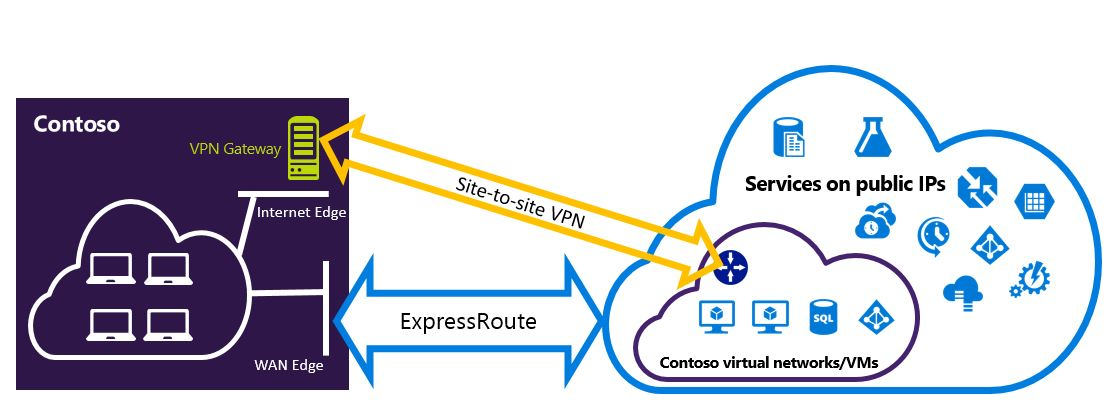 Contoso
VPN Gateway
Internet Edge
WAN Edge
Site-to-site VPN
ExpressRoute
Services on public IPs
SQL
Contoso virtual networks/VMs